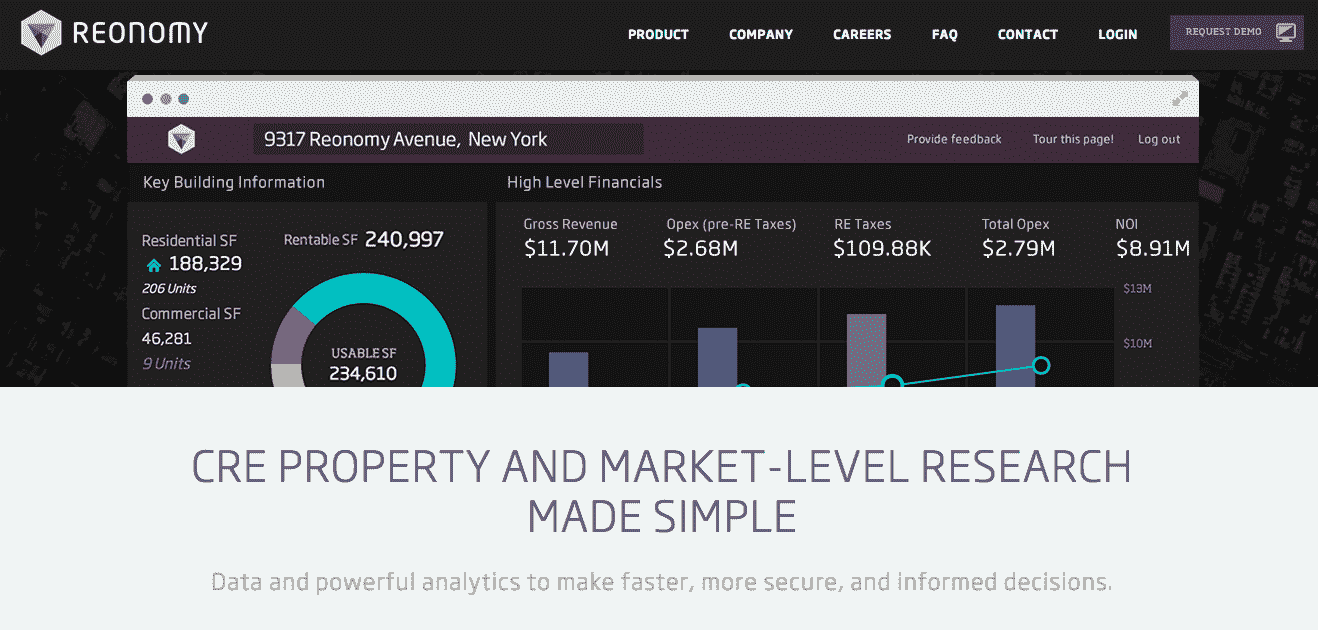 REONOMY
PRODUCT COMPANY CAREERS FAQ CONTACT LOGIN REQUEST DEMO
9317 Reonomy Avenue, New York
Provide feedback Tour this page! Log out
Key Building Information
High Level Financials
Residential SF
188,329
206 Units
Commercial SF
46,281
9 Units
Rentable SF 240,997
USABLE SF
234,610
Gross Revenue Opex (pre-RE Taxes) RE Taxes Total Opex NOI
$11.70M $2.68M $109.88K $2.79M $8.91M
$13M
$10M
CRE PROPERTY AND MARKET-LEVEL RESEARCH
MADE SIMPLE
Data and powerful analytics to make faster, more secure, and informed decisions.